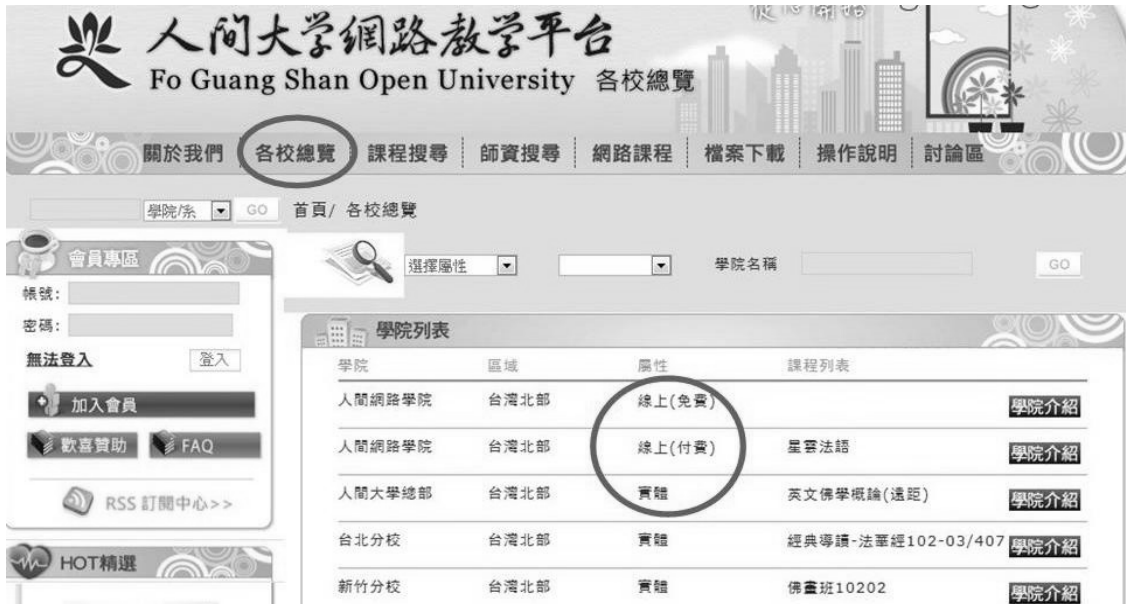 人间大学網路教学平台
Fo Guang Shan Open University 各校總覽
關於我們 各校總覽 課程搜尋 師資搜尋 網路課程 檔案下載 操作說明 討論區
學院/系 GO 首頁/ 各校總覽
會員專區
選擇屬性 學院名稱 GO
帳號:
密碼:
無法登入 登入
加入會員
歡喜贊助 FAQ
RSS 訂閱中心>>
HOT精選
學院列表
學院 區域 屬性 課程列表
人間網路學院 台灣北部 線上(免費) 學院介紹
人間網路學院 台灣北部 線上(付費) 星雲法語 學院介紹
人間大學總部 台灣北部 實體 英文佛學概論(遠距) 學院介紹
台北分校 台灣北部 實體 經典導讀-法華經102-03/407 學院介紹
新竹分校 台灣北部 實體 佛畫班10202 學院介紹